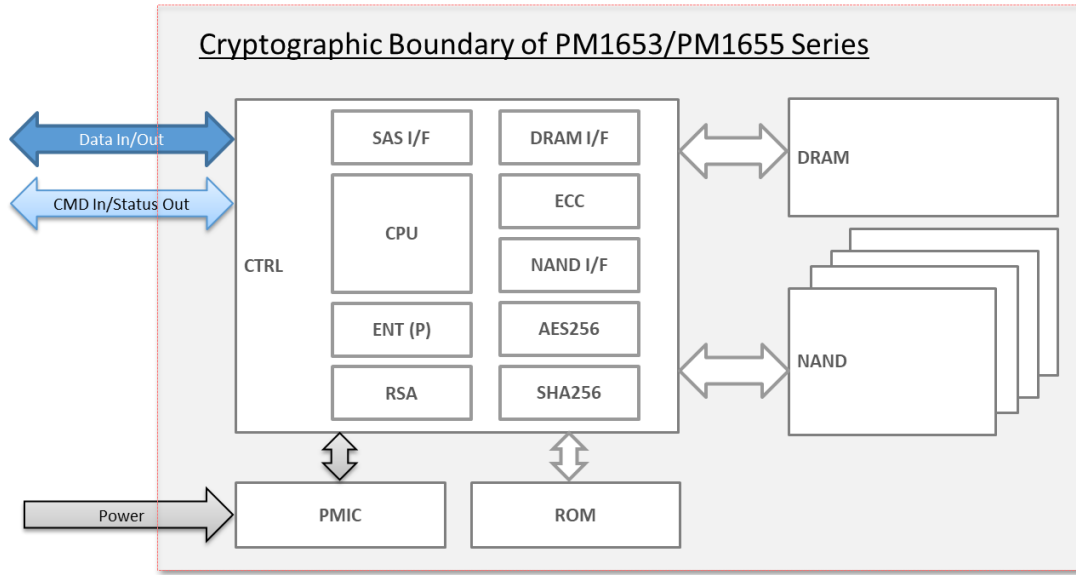 Cryptographic Boundary of PM1653/PM1655 Series
Data In/Out
CMD In/Status Out
Power
CTRL
SAS I/F
CPU
ENT (P)
RSA
DRAM I/F
ECC
NAND I/F
AES256
SHA256
DRAM
NAND
PMIC
ROM